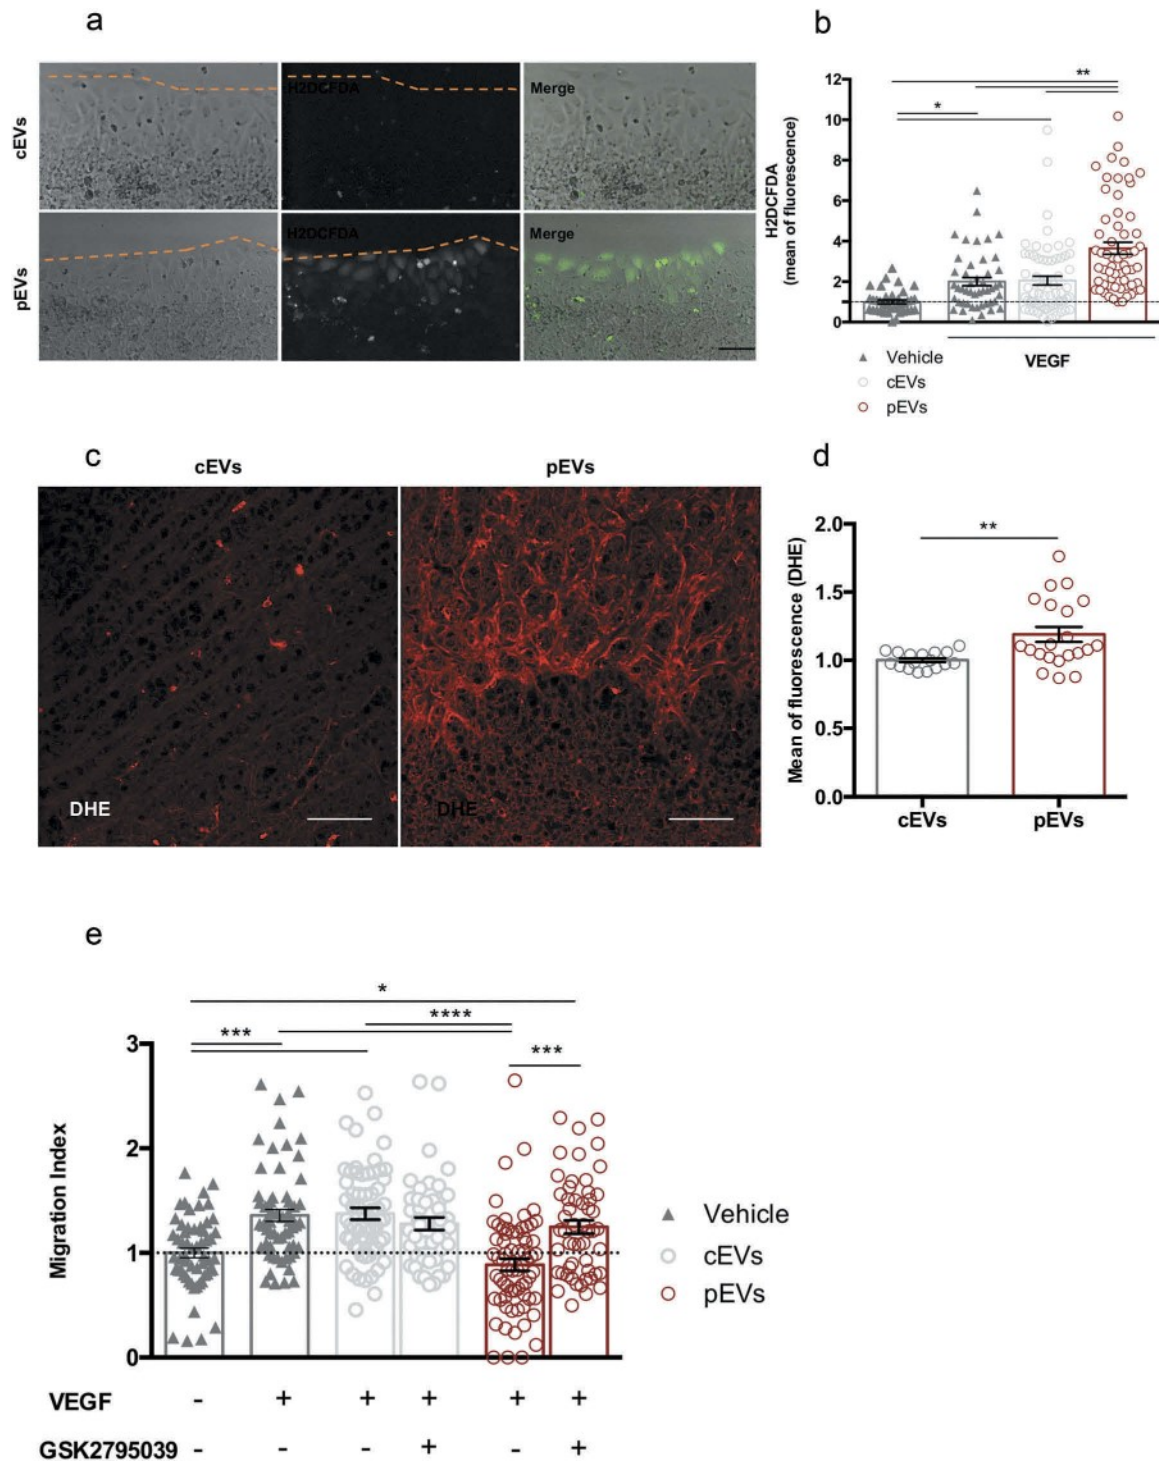 a
cEVs
H2DCFDA
Merge
pEVs
H2DCFDA
Merge
b
H2DCFDA
(mean of fluorescence)
12
10
8
6
4
2
0
*
**
VEGF
Vehicle
cEVs
pEVs
c
cEVs
pEVs
DHE
DHE
d
Mean of fluorescence (DHE)
2.0
1.5
1.0
0.5
0.0
**
cEVs
pEVs
e
Migration Index
3
2
1
0
*
***
****
***
Vehicle
cEVs
pEVs
VEGF - + + + + +
GSK2795039 - - - + - +